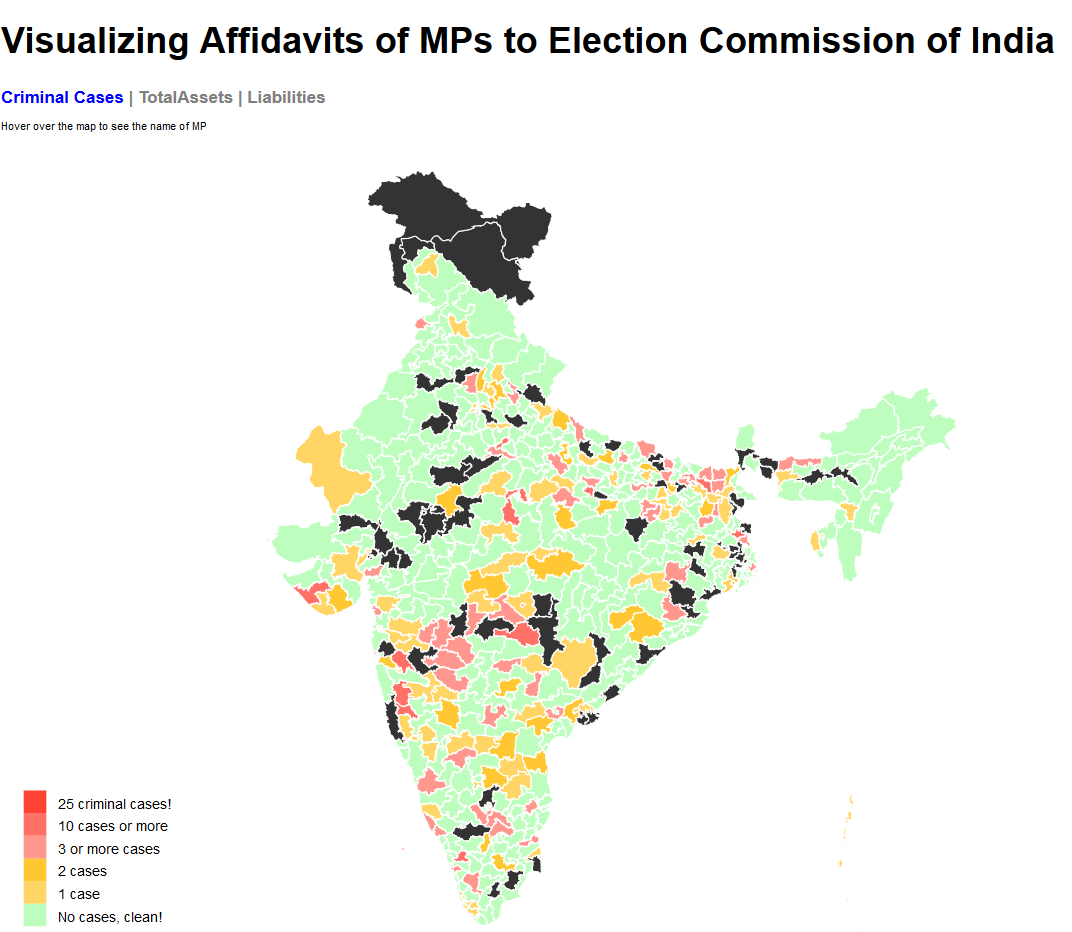 Visualizing Affidavits of MPs to Election Commission of India
Criminal Cases | TotalAssets | Liabilities
Hover over the map to see the name of MP
25 criminal cases!
10 cases or more
3 or more cases
2 cases
1 case
No cases, clean!